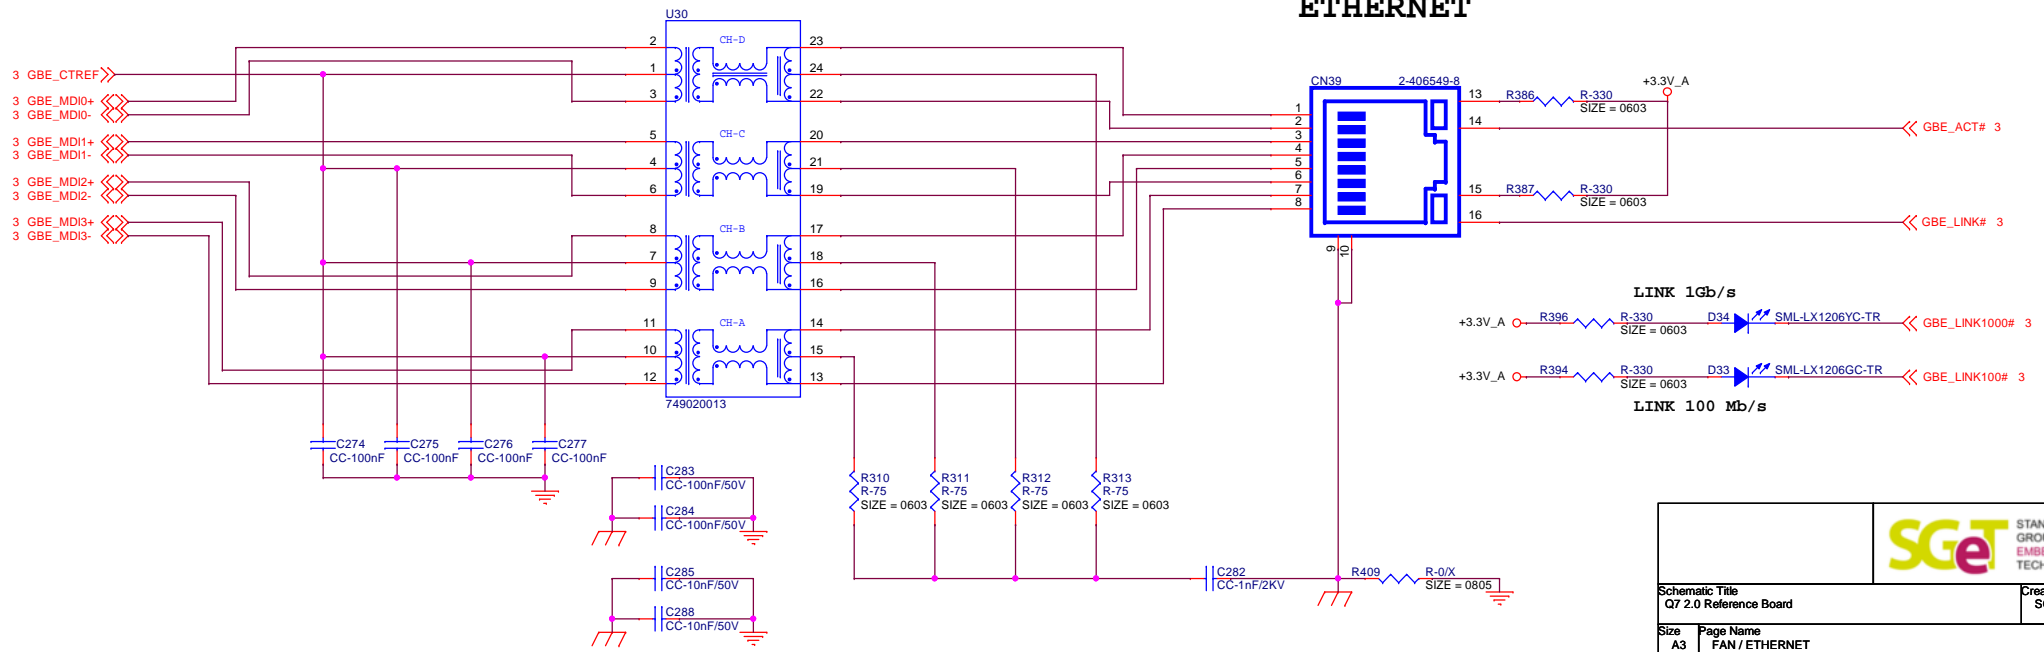 ETHERNET
U30
2 CH-D 23
3 GBE_CTREF 1 24
3 GBE_MDI0+ 3 22
3 GBE_MDI0-
3 GBE_MDI1+ 5 CH-C 20
3 GBE_MDI1- 4 21
3 GBE_MDI2+ 6 19
3 GBE_MDI2-
3 GBE_MDI3+ 8 CH-B 17
3 GBE_MDI3- 7 18
9 16
11 CH-A 14
10 15
12 13
749020013
CN39 2-406549-8
1
2
3
4
5
6
7
8
9
10
13 R386 R-330
SIZE = 0603
+3.3V_A
14 GBE_ACT# 3
15 R387 R-330
SIZE = 0603
16 GBE_LINK# 3
LINK 1Gb/s
+3.3V_A R396 R-330 D34 SML-LX1206YC-TR GBE_LINK1000# 3
SIZE = 0603
+3.3V_A R394 R-330 D33 SML-LX1206GC-TR GBE_LINK100# 3
SIZE = 0603
LINK 100 Mb/s
C274 C275 C276 C277
CC-100nF CC-100nF CC-100nF CC-100nF
C283
CC-100nF/50V
C284
CC-100nF/50V
C285
CC-10nF/50V
C288
CC-10nF/50V
R310 R311 R312 R313
R-75 R-75 R-75 R-75
SIZE = 0603 SIZE = 0603 SIZE = 0603 SIZE = 0603
C282
CC-1nF/2KV
R409 R-0/X
SIZE = 0805
SGeT
STAN
GROU
EMBE
TECH
Schematic Title
Q7 2.0 Reference Board
Crea
Size Page Name
A3 FAN / ETHERNET